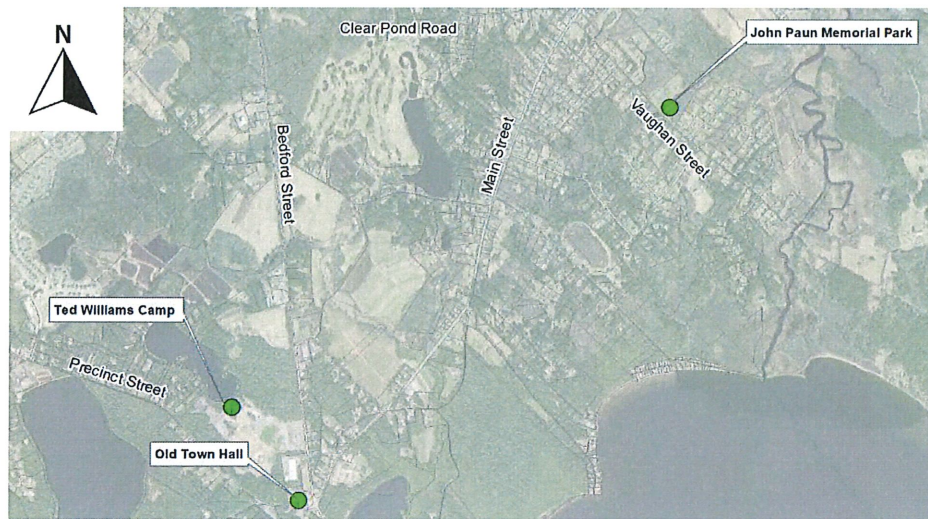 N
Clear Pond Road
John Paun Memorial Park
Bedford Street
Main Street
Vaughan Street
Ted Williams Camp
Precinct Street
Old Town Hall